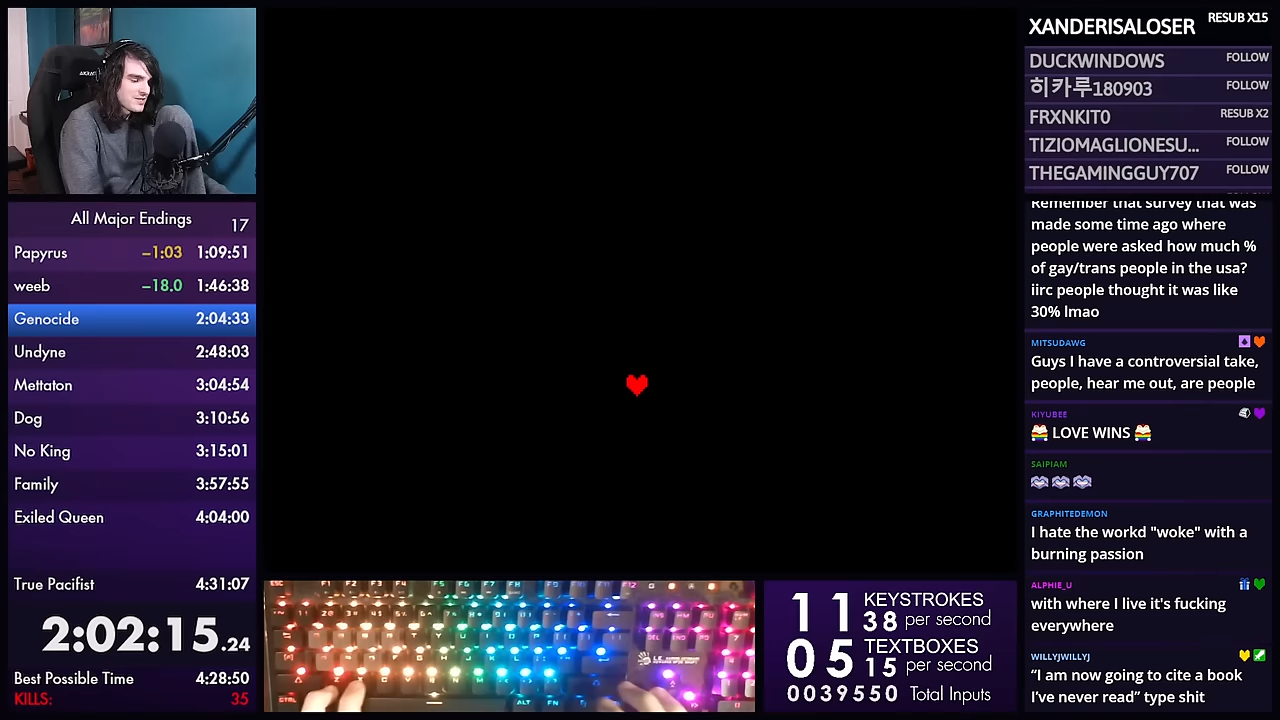 All Major Endings 17
Papyrus −1:03 1:09:51
weeb −18.0 1:46:38
Genocide 2:04:33
Undyne 2:48:03
Mettaton 3:04:54
Dog 3:10:56
No King 3:15:01
Family 3:57:55
Exiled Queen 4:04:00
True Pacifist 4:31:07
2:02:15.24
Best Possible Time 4:28:50
KILLS: 35
11 KEYSTROKES
38 per second
05 TEXTBOXES
15 per second
0039550 Total Inputs
XANDERISALOSER RESUB X15
DUCKWINDOWS FOLLOW
히카루180903 FOLLOW
FRXNKIT0 RESUB X2
TIZIOMAGLIONESU... FOLLOW
THEGAMINGGUY707 FOLLOW
Remember that survey that was
made some time ago where
people were asked how much %
of gay/trans people in the usa?
iirc people thought it was like
30% lmao
MITSUDAWG
Guys I have a controversial take,
people, hear me out, are people
KIYUBEE
LOVE WINS
SAIPIAM
GRAPHITEDEMON
I hate the workd "woke" with a
burning passion
ALPHIE_U
with where I live it's fucking
everywhere
WILLYJWILLYJ
“I am now going to cite a book
I’ve never read” type shit